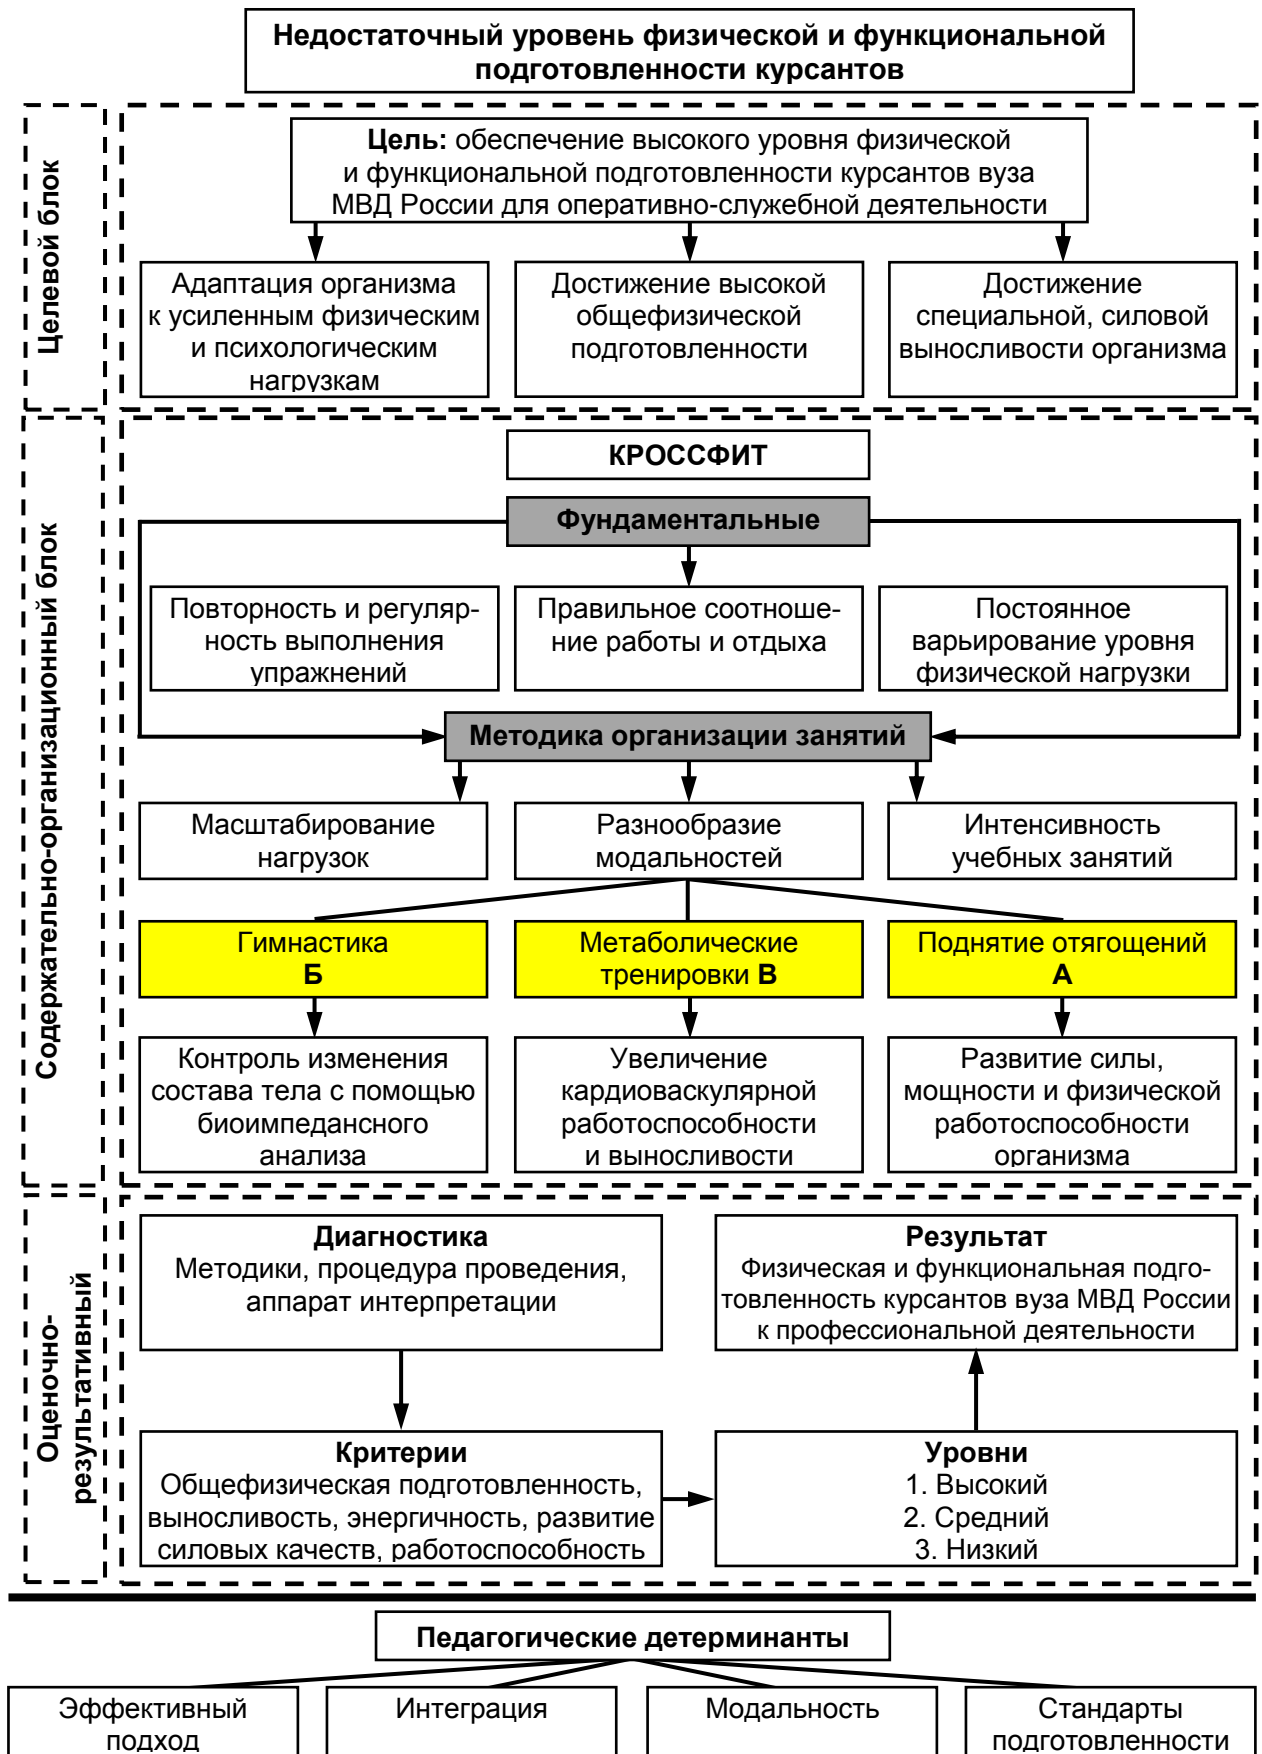 Недостаточный уровень физической и функциональной
подготовленности курсантов
Целевой блок
Цель: обеспечение высокого уровня физической
и функциональной подготовленности курсантов вуза
МВД России для оперативно-служебной деятельности
Адаптация организма
к усиленным физическим
и психологическим
нагрузкам
Достижение высокой
общефизической
подготовленности
Достижение
специальной, силовой
выносливости организма
Содержательно-организационный блок
КРОССФИТ
Фундаментальные
Повторность и регуляр-
ность выполнения
упражнений
Правильное соотноше-
ние работы и отдыха
Постоянное
варьирование уровня
физической нагрузки
Методика организации занятий
Масштабирование
нагрузок
Разнообразие
модальностей
Интенсивность
учебных занятий
Гимнастика
Б
Метаболические
тренировки В
Поднятие отягощений
А
Контроль изменения
состава тела с помощью
биоимпедансного
анализа
Увеличение
кардиоваскулярной
работоспособности
и выносливости
Развитие силы,
мощности и физической
работоспособности
организма
Оценочно-
результативный
Диагностика
Методики, процедура проведения,
аппарат интерпретации
Результат
Физическая и функциональная подго-
товленность курсантов вуза МВД России
к профессиональной деятельности
Критерии
Общефизическая подготовленность,
выносливость, энергичность, развитие
силовых качеств, работоспособность
Уровни
1. Высокий
2. Средний
3. Низкий
Педагогические детерминанты
Эффективный
подход
Интеграция
Модальность
Стандарты
подготовленности